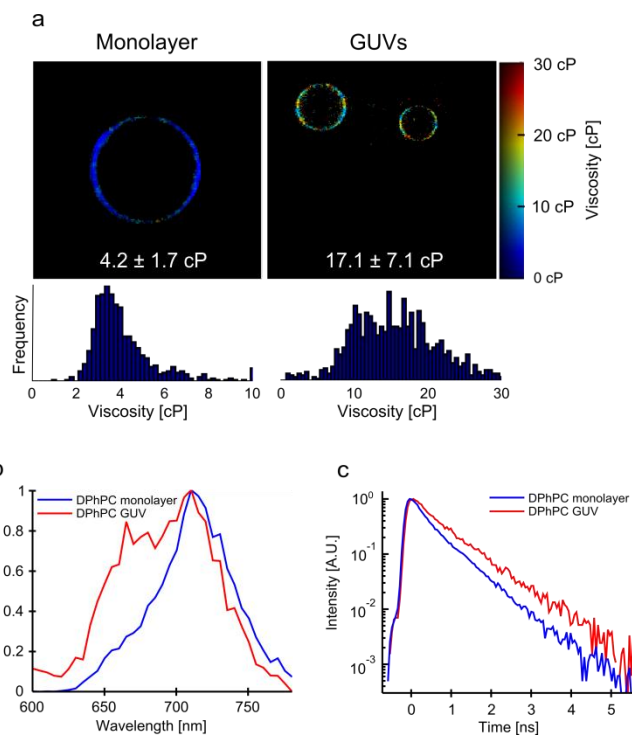 a
Monolayer
GUVs
4.2 ± 1.7 cP
17.1 ± 7.1 cP
30 cP
20 cP
10 cP
0 cP
Viscosity [cP]
Frequency
0 2 4 6 8 10
Viscosity [cP]
0 10 20 30
Viscosity [cP]
DPhPC monolayer
DPhPC GUV
1
0.8
0.6
0.4
0.2
0
600 650 700 750
Wavelength [nm]
c
DPhPC monolayer
DPhPC GUV
Intensity [A.U.]
10⁰
10⁻¹
10⁻²
10⁻³
0 1 2 3 4 5
Time [ns]